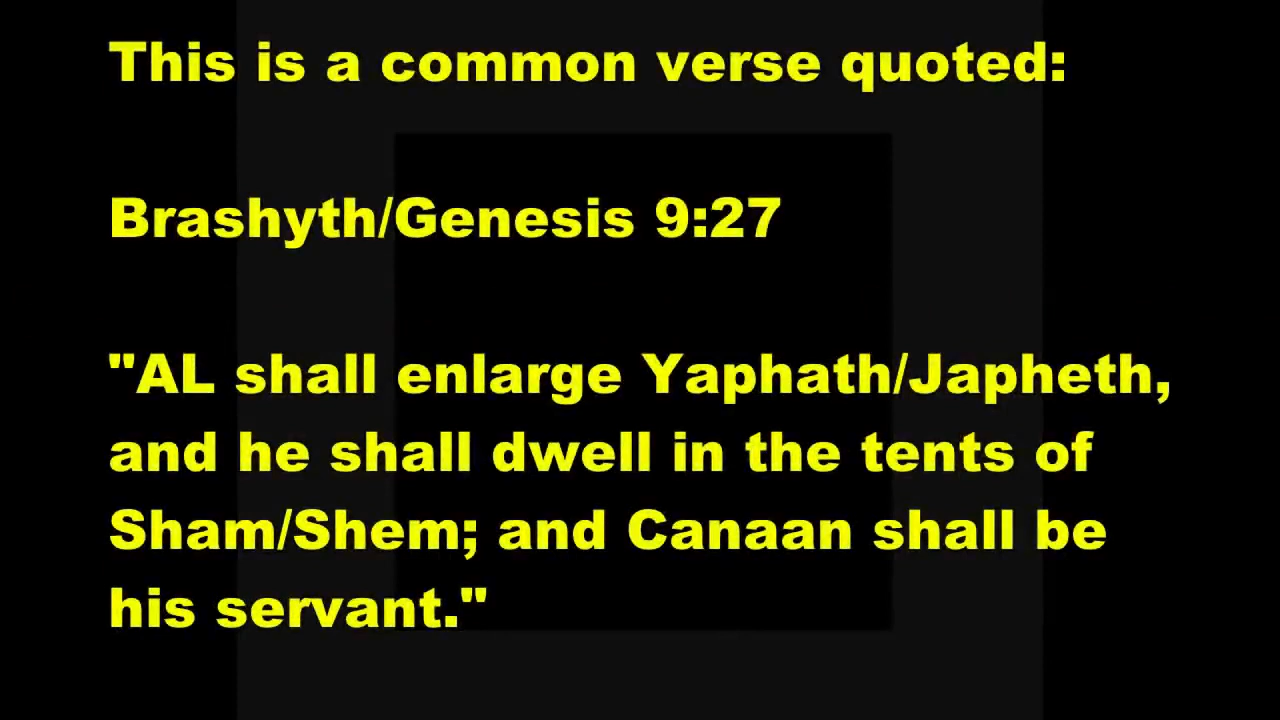 This is a common verse quoted:
Brashyth/Genesis 9:27
"AL shall enlarge Yaphath/Japheth,
and he shall dwell in the tents of
Sham/Shem; and Canaan shall be
his servant."